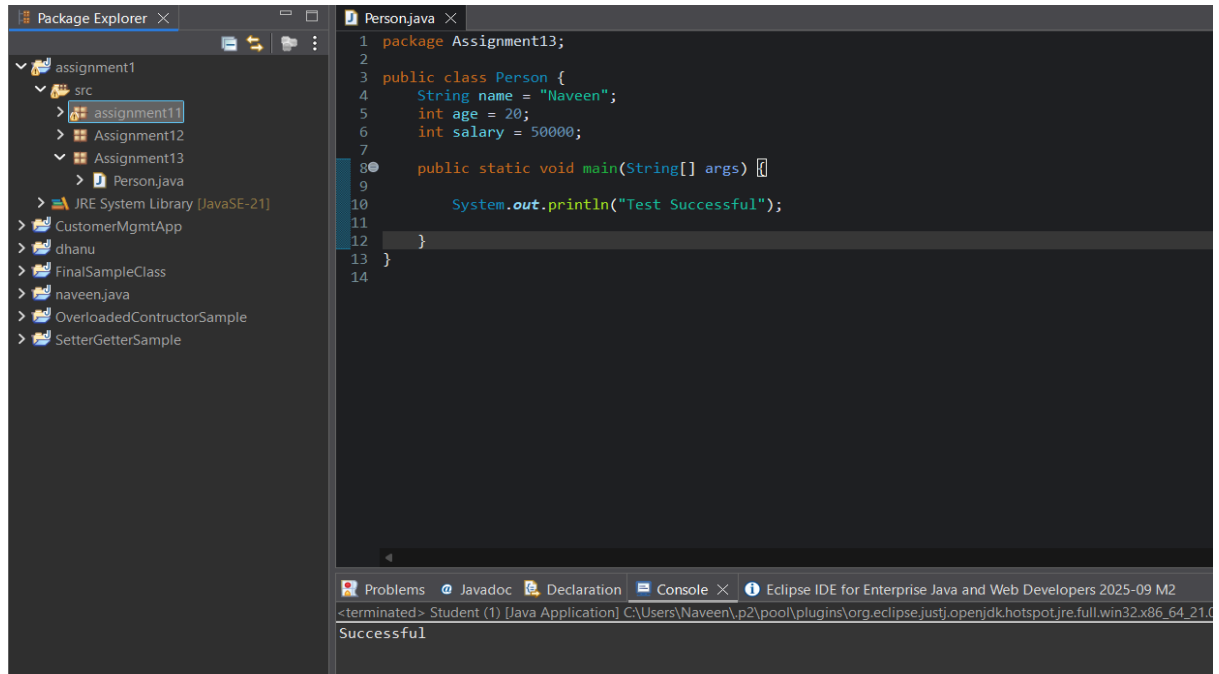 Package Explorer
assignment1
src
assignment11
Assignment12
Assignment13
Person.java
JRE System Library [JavaSE-21]
CustomerMgmtApp
dhanu
FinalSampleClass
naveen.java
OverloadedContructorSample
SetterGetterSample
Person.java
1 package Assignment13;
2
3 public class Person {
4 String name = "Naveen";
5 int age = 20;
6 int salary = 50000;
7
8 public static void main(String[] args) {
9
10 System.out.println("Test Successful");
11
12 }
13 }
14
Problems @ Javadoc Declaration Console Eclipse IDE for Enterprise Java and Web Developers 2025-09 M2
<terminated> Student (1) [Java Application] C:\Users\Naveen\.p2\pool\plugins\org.eclipse.justj.openjdk.hotspot.jre.full.win32.x86_64_21.0
Successful